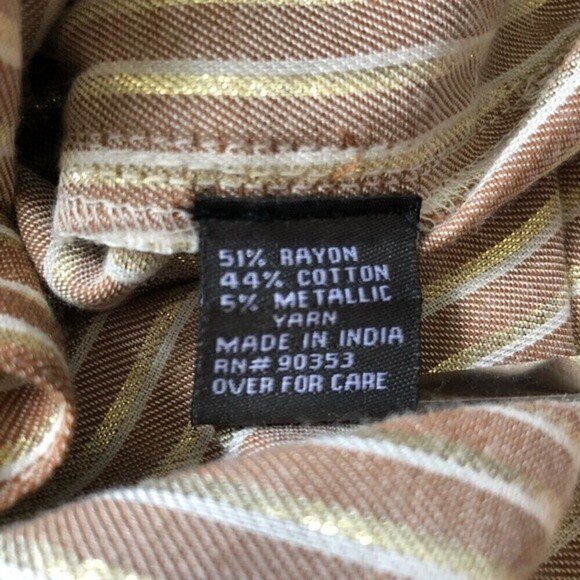 51% RAYON
44% COTTON
5% METALLIC
YARN
MADE IN INDIA
RN# 90353
OVER FOR CARE